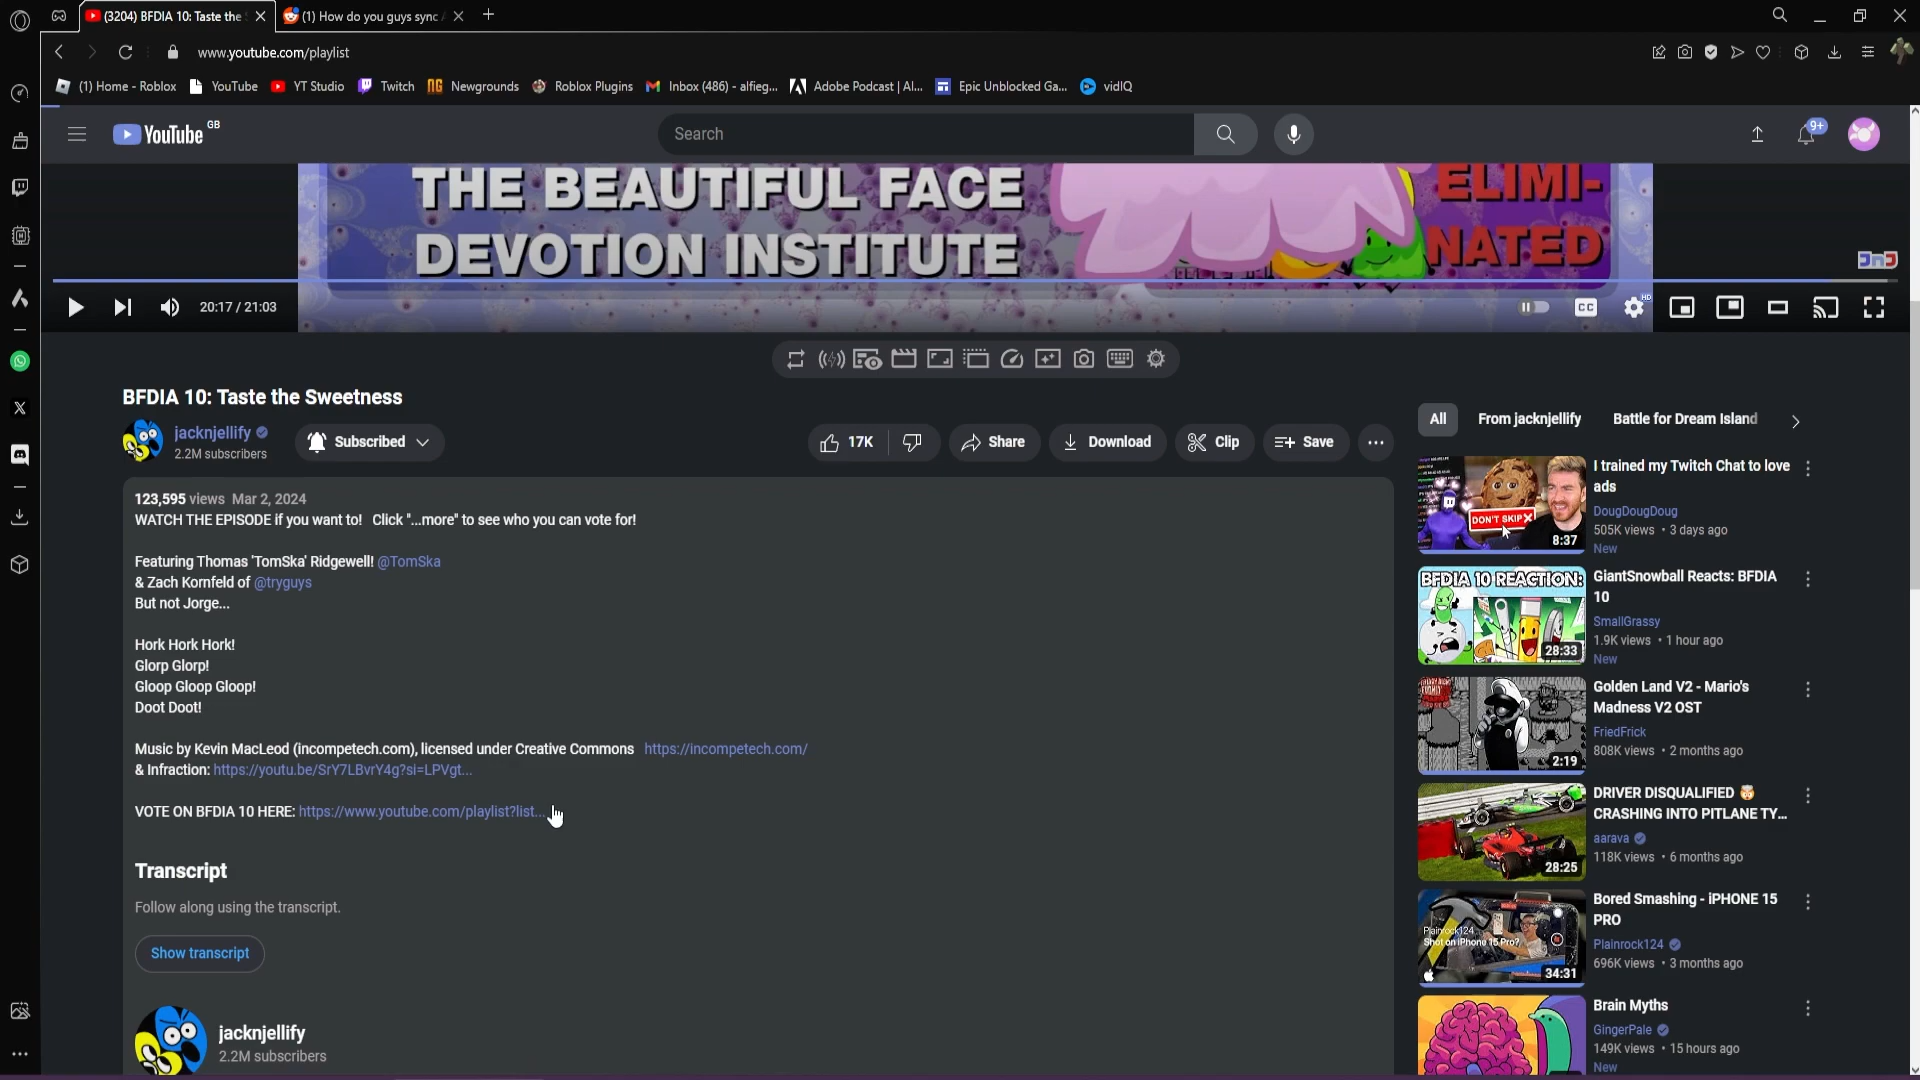 (3204) BFDIA 10: Taste the
(1) How do you guys sync
www.youtube.com/playlist
(1) Home - Roblox
YouTube
YT Studio
Twitch
Newgrounds
Roblox Plugins
Inbox (486) - alfieg...
Adobe Podcast | AI...
Epic Unblocked Ga...
vidIQ
YouTube GB
Search
9+
THE BEAUTIFUL FACE
DEVOTION INSTITUTE
ELIMI-
NATED
20:17 / 21:03
CC
HD
BFDIA 10: Taste the Sweetness
jacknjellify
2.2M subscribers
Subscribed
17K
Share
Download
Clip
Save
123,595 views Mar 2, 2024
WATCH THE EPISODE if you want to! Click "...more" to see who you can vote for!
Featuring Thomas 'TomSka' Ridgewell! @TomSka
& Zach Kornfeld of @tryguys
But not Jorge...
Hork Hork Hork!
Glorp Glorp!
Gloop Gloop Gloop!
Doot Doot!
Music by Kevin MacLeod (incompetech.com), licensed under Creative Commons https://incompetech.com/
& Infraction: https://youtu.be/SrY7LBvrY4g?si=LPVgt...
VOTE ON BFDIA 10 HERE: https://www.youtube.com/playlist?list...
Transcript
Follow along using the transcript.
Show transcript
jacknjellify
2.2M subscribers
All
From jacknjellify
Battle for Dream Island
DON'T SKIP
8:37
I trained my Twitch Chat to love
ads
DougDougDoug
505K views • 3 days ago
New
BFDIA 10 REACTION:
28:33
GiantSnowball Reacts: BFDIA
10
SmallGrassy
1.9K views • 1 hour ago
New
2:19
Golden Land V2 - Mario's
Madness V2 OST
FriedFrick
808K views • 2 months ago
28:25
DRIVER DISQUALIFIED 🤯
CRASHING INTO PITLANE TY...
aarava
118K views • 6 months ago
Plainrock124
Shot on iPhone 15 Pro?
34:31
Bored Smashing - iPHONE 15
PRO
Plainrock124
696K views • 3 months ago
Brain Myths
GingerPale
149K views • 15 hours ago
New